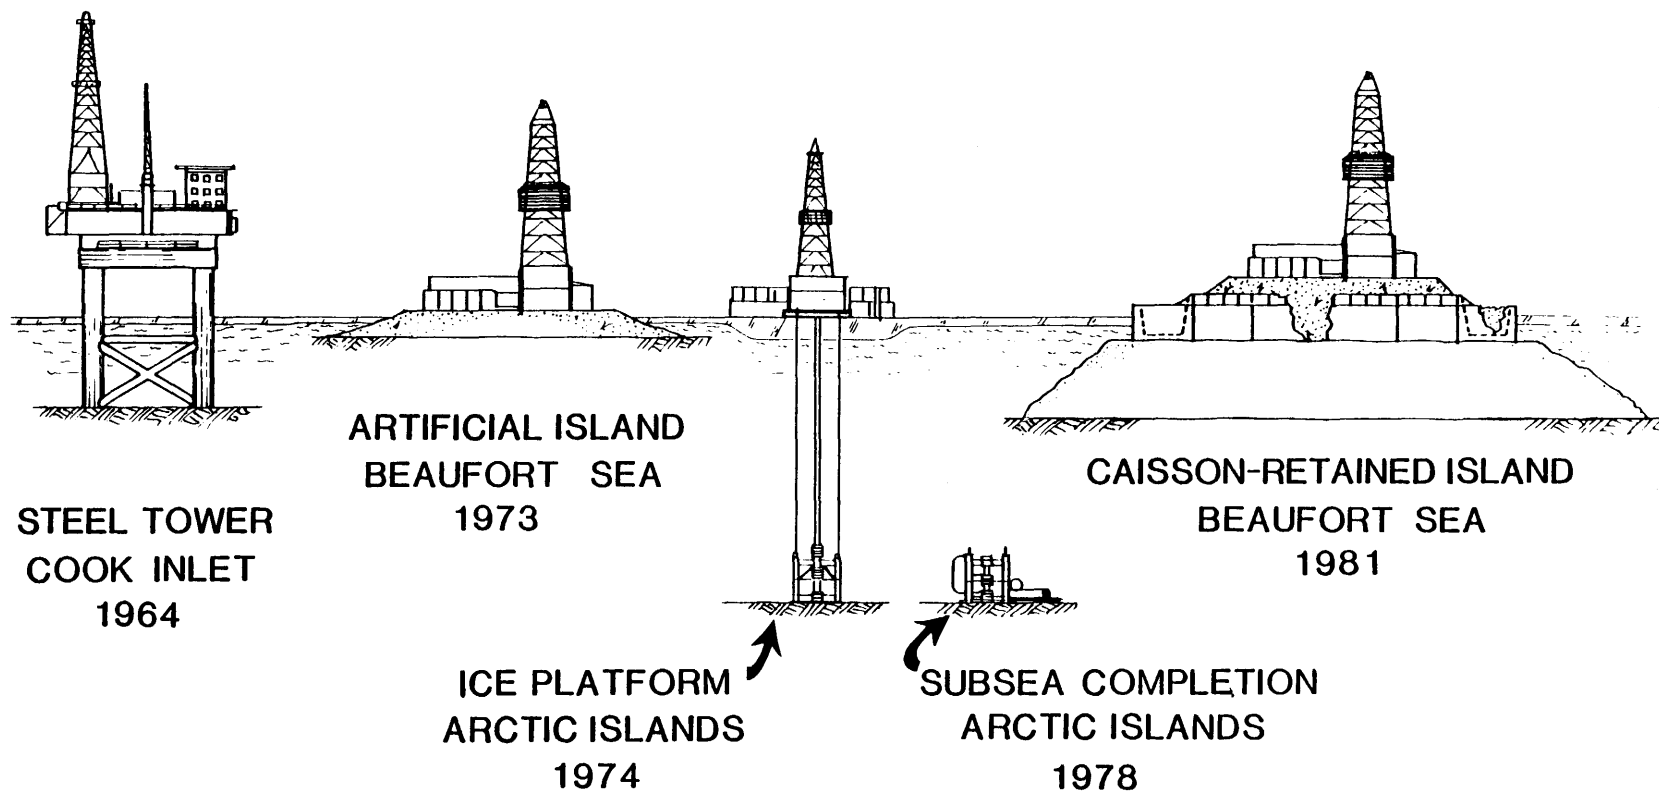 STEEL TOWER
COOK INLET
1964
ARTIFICIAL ISLAND
BEAUFORT SEA
1973
ICE PLATFORM
ARCTIC ISLANDS
1974
SUBSEA COMPLETION
ARCTIC ISLANDS
1978
CAISSON-RETAINED ISLAND
BEAUFORT SEA
1981